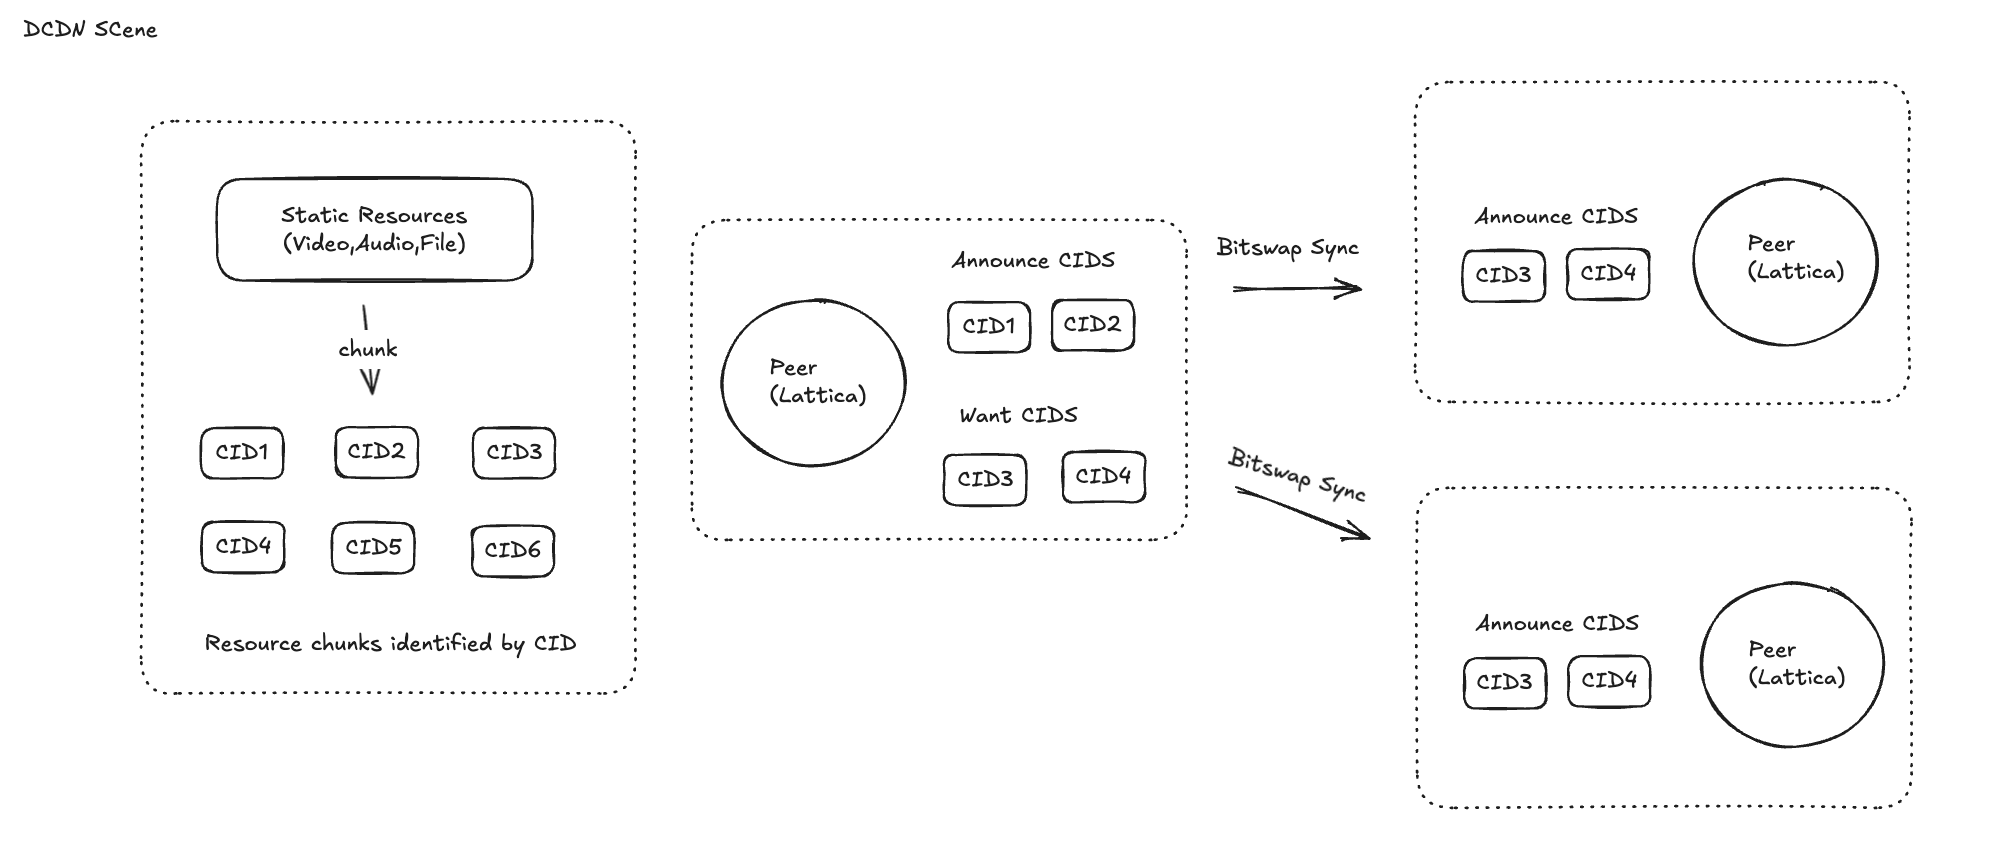 DCDN SCene
Static Resources
(Video,Audio,File)
chunk
CID1
CID2
CID3
CID4
CID5
CID6
Resource chunks identified by CID
Peer
(Lattica)
Announce CIDS
CID1
CID2
Want CIDS
CID3
CID4
Bitswap Sync
Bitswap Sync
Announce CIDS
CID3
CID4
Peer
(Lattica)
Announce CIDS
CID3
CID4
Peer
(Lattica)